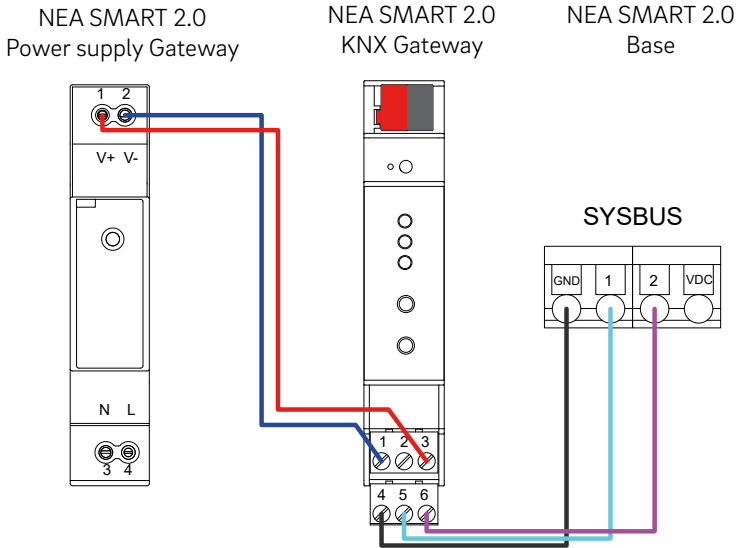 NEA SMART 2.0
Power supply Gateway
NEA SMART 2.0
KNX Gateway
NEA SMART 2.0
Base
1 2
V+ V-
N L
3 4
SYSBUS
GND 1 2 VDC
1 2 3
4 5 6